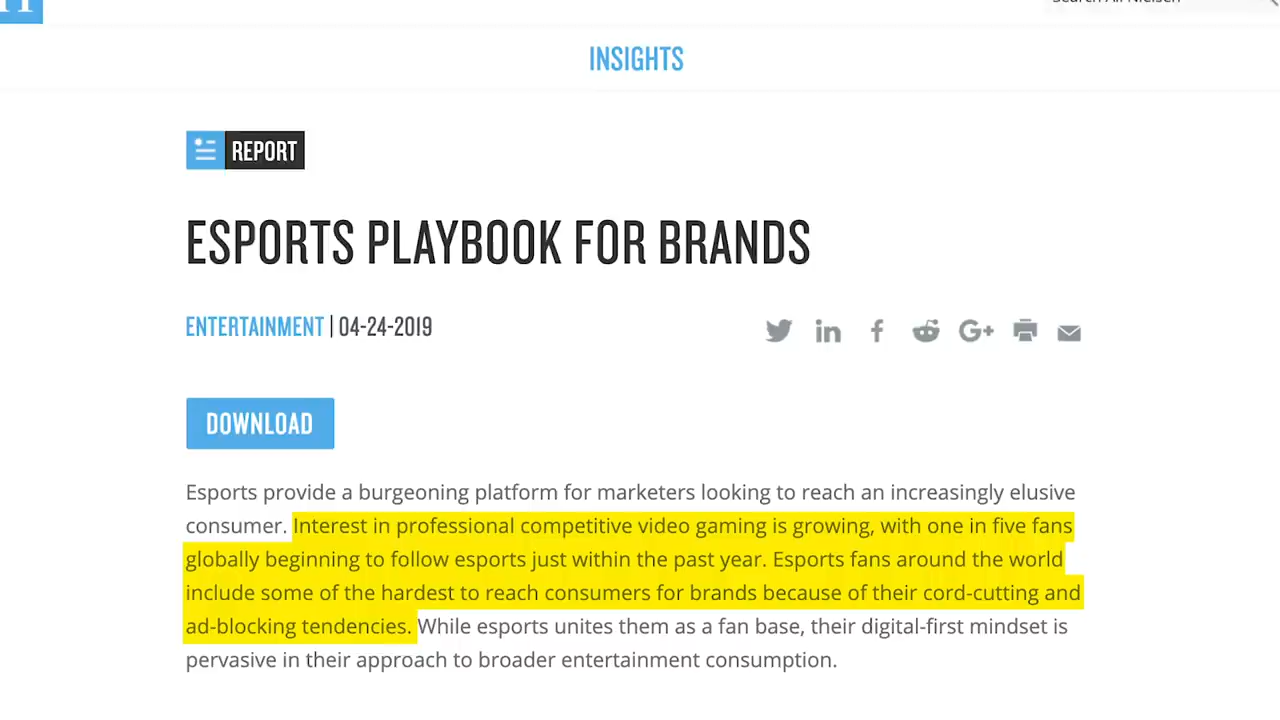 INSIGHTS
REPORT
ESPORTS PLAYBOOK FOR BRANDS
ENTERTAINMENT | 04-24-2019
G+
DOWNLOAD
Esports provide a burgeoning platform for marketers looking to reach an increasingly elusive
consumer. Interest in professional competitive video gaming is growing, with one in five fans
globally beginning to follow esports just within the past year. Esports fans around the world
include some of the hardest to reach consumers for brands because of their cord-cutting and
ad-blocking tendencies. While esports unites them as a fan base, their digital-first mindset is
pervasive in their approach to broader entertainment consumption.